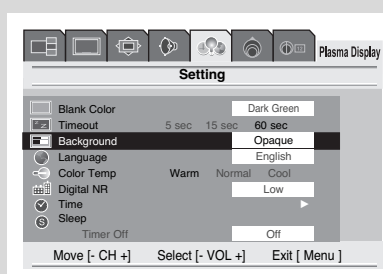 Plasma Display
Setting
Blank Color Dark Green
Timeout 5 sec 15 sec 60 sec
Background Opaque
Language English
Color Temp Warm Normal Cool
Digital NR Low
Time
Sleep
Timer Off Off
Move [- CH +] Select [- VOL +] Exit [ Menu ]